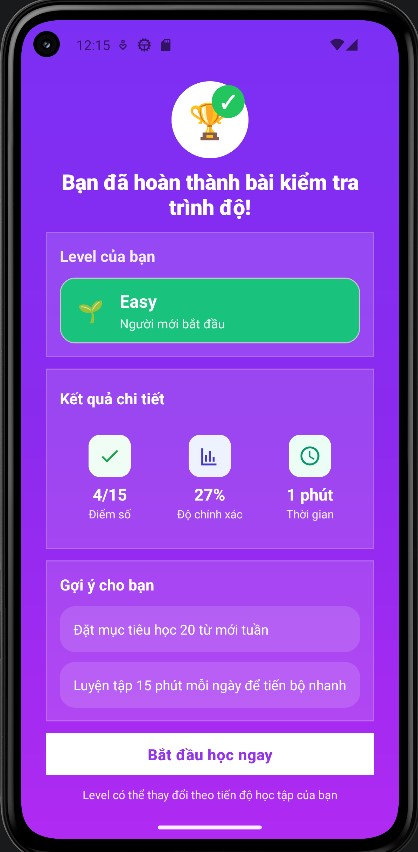 12:15
Bạn đã hoàn thành bài kiểm tra
trình độ!
Level của bạn
Easy
Người mới bắt đầu
Kết quả chi tiết
4/15 27% 1 phút
Điểm số Độ chính xác Thời gian
Gợi ý cho bạn
Đặt mục tiêu học 20 từ mới tuần
Luyện tập 15 phút mỗi ngày để tiến bộ nhanh
Bắt đầu học ngay
Level có thể thay đổi theo tiến độ học tập của bạn